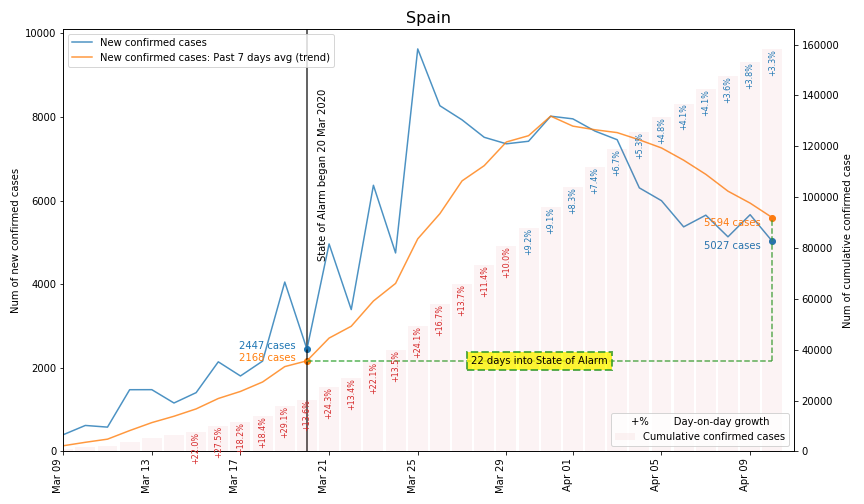 Spain
New confirmed cases
New confirmed cases: Past 7 days avg (trend)
10000
8000
6000
4000
2000
0
Num of new confirmed cases
160000
140000
120000
100000
80000
60000
40000
20000
0
Num of cumulative confirmed case
State of Alarm began 20 Mar 2020
2447 cases
2168 cases
5594 cases
5027 cases
22 days into State of Alarm
+22.0%
+27.5%
+18.2%
+18.4%
+29.1%
+13.6%
+24.3%
+13.4%
+22.1%
+13.5%
+24.1%
+16.7%
+13.7%
+11.4%
+10.0%
+9.2%
+9.1%
+8.3%
+7.4%
+6.7%
+5.3%
+4.8%
+4.1%
+4.1%
+3.6%
+3.8%
+3.3%
+% Day-on-day growth
Cumulative confirmed cases
Mar 09
Mar 13
Mar 17
Mar 21
Mar 25
Mar 29
Apr 01
Apr 05
Apr 09